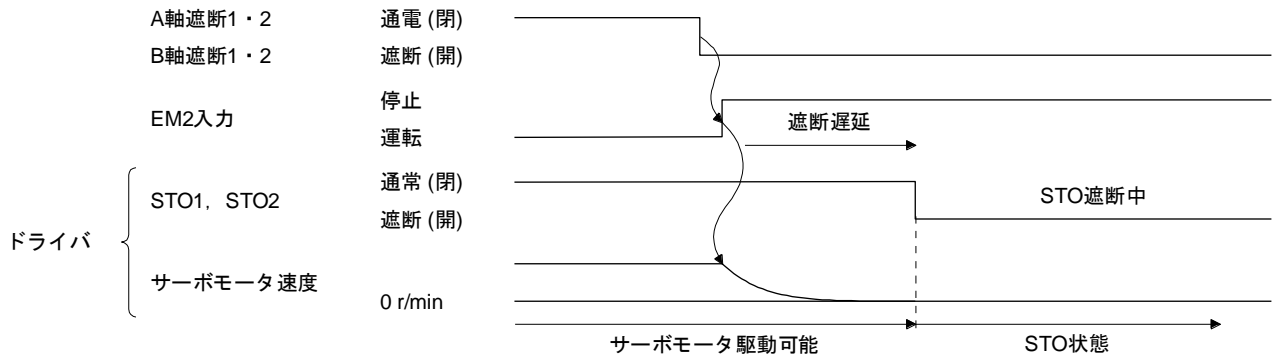 A軸遮断1・2 通電 (閉)
B軸遮断1・2 遮断 (開)
EM2入力 停止
運転
遮断遅延
STO1, STO2 通常 (閉)
遮断 (開)
STO遮断中
ドライバ
サーボモータ速度
0 r/min
サーボモータ駆動可能 STO状態